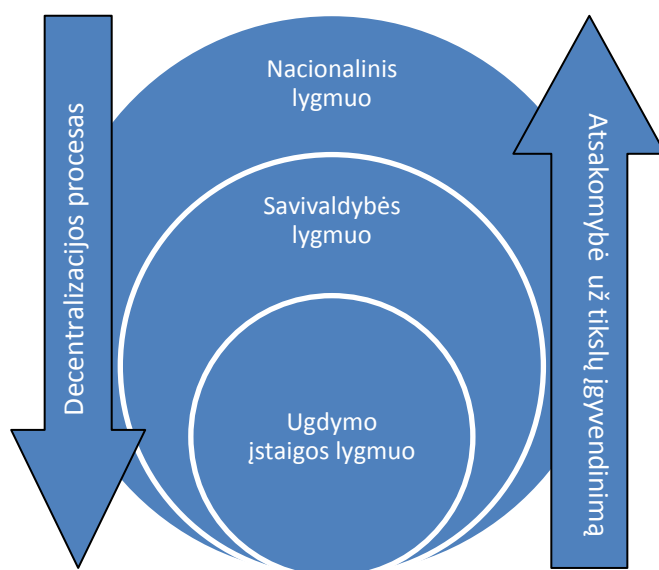 Decentralizacijos procesas
Nacionalinis
lygmuo
Savivaldybės
lygmuo
Ugdymo
įstaigos lygmuo
Atsakomybė už tikslų įgyvendinimą